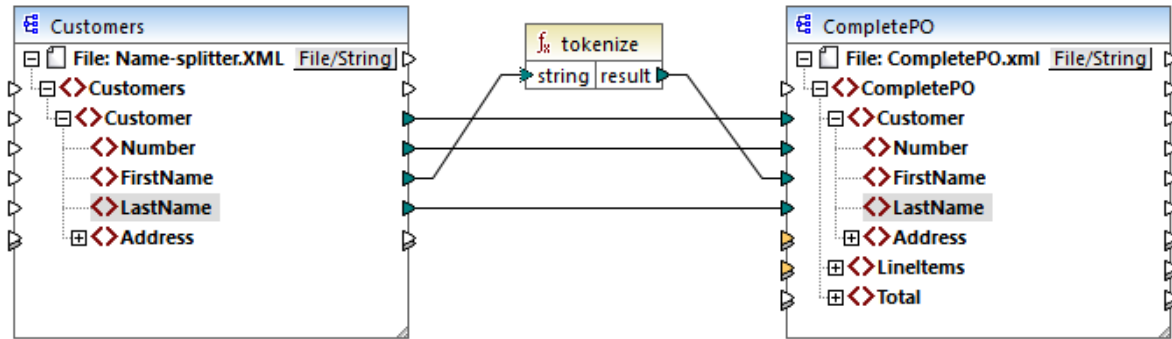 Customers
File: Name-splitter.XML File/String
Customers
Customer
Number
FirstName
LastName
Address
fx tokenize
string result
CompletePO
File: CompletePO.xml File/String
CompletePO
Customer
Number
FirstName
LastName
Address
LineItems
Total